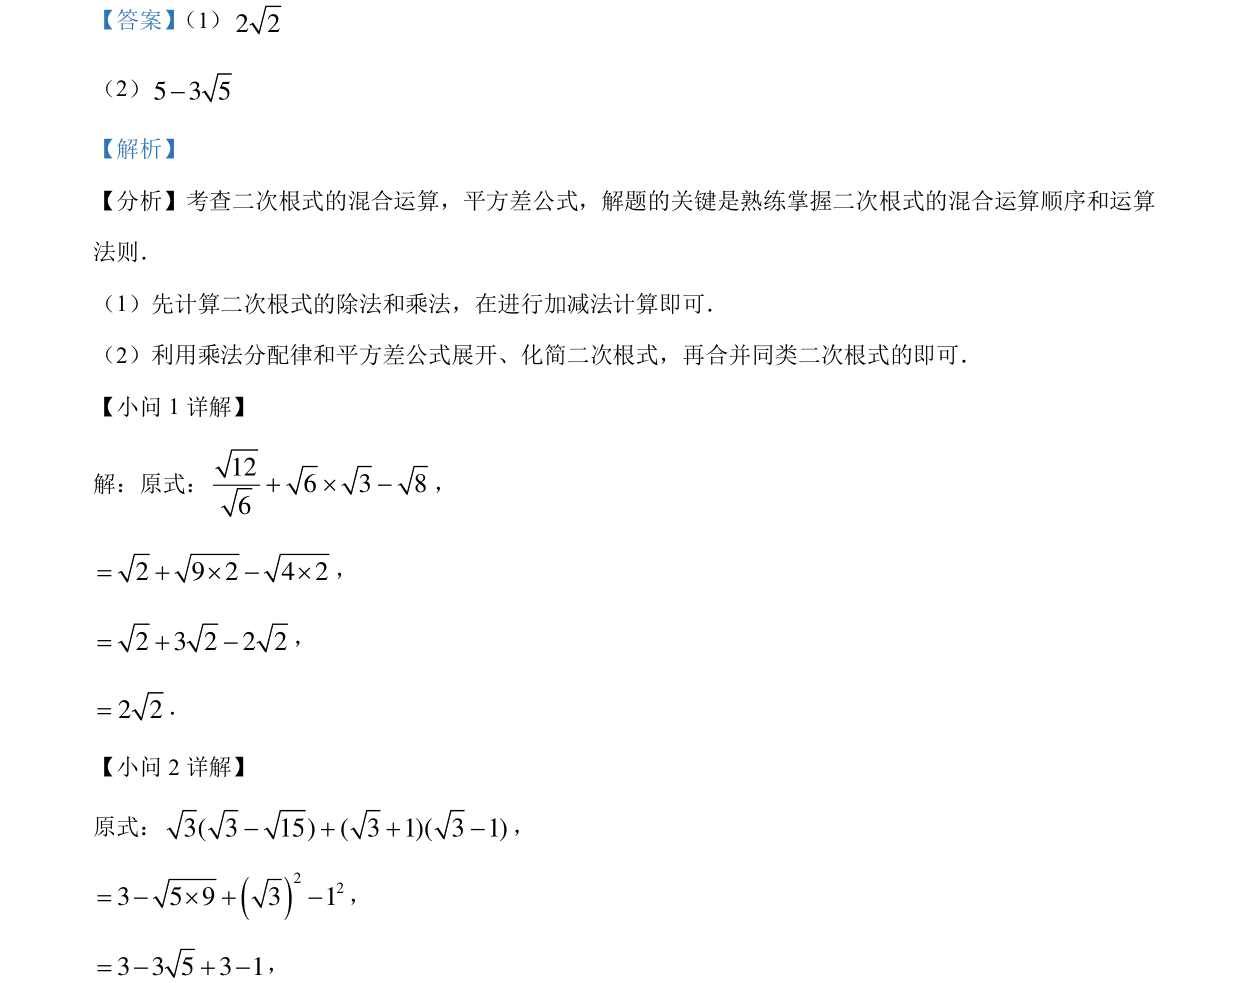 【答案】（1）2√2
（2）5－3√5
【解析】
【分析】考查二次根式的混合运算，平方差公式，解题的关键是熟练掌握二次根式的混合运算顺序和运算
法则．
（1）先计算二次根式的除法和乘法，在进行加减法计算即可．
（2）利用乘法分配律和平方差公式展开、化简二次根式，再合并同类二次根式的即可．
【小问 1 详解】
解：原式：√12/√6＋√6×√3－√8，
＝√2＋√(9×2)－√(4×2)，
＝√2＋3√2－2√2，
＝2√2．
【小问 2 详解】
原式：√3(√3－√15)＋(√3＋1)(√3－1)，
＝3－√(5×9)＋(√3)²－1²，
＝3－3√5＋3－1，